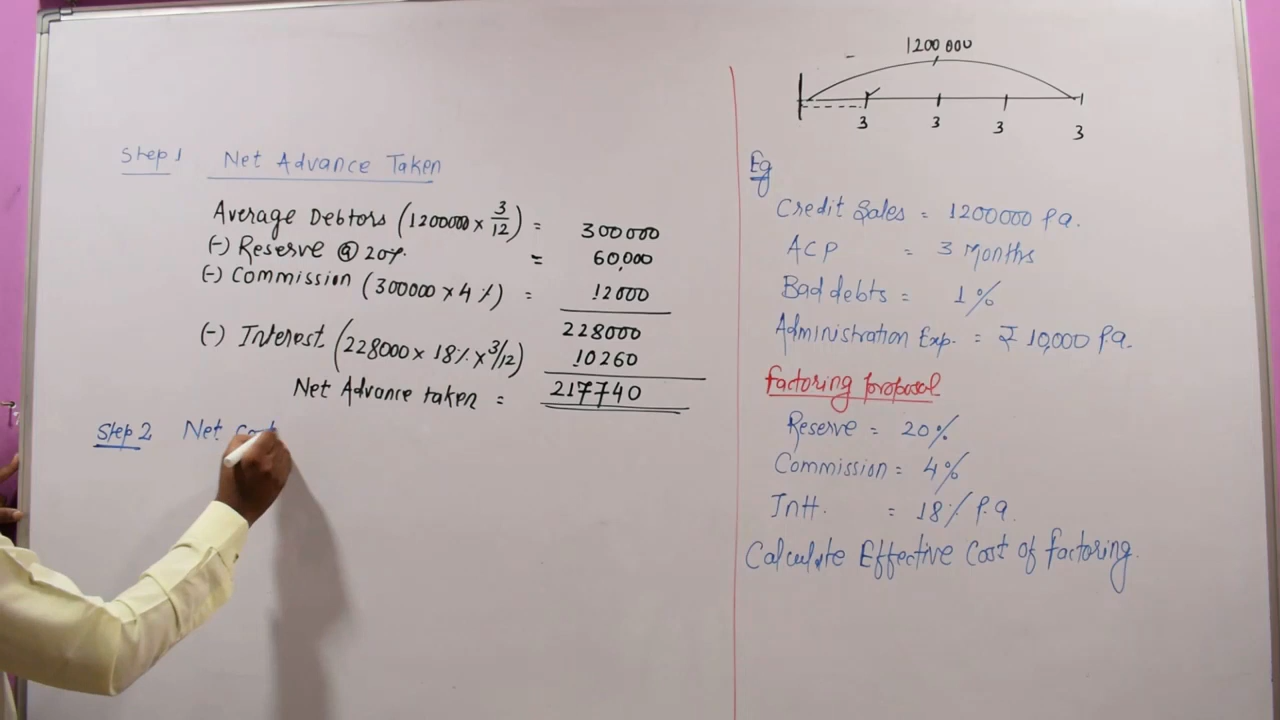 Step 1 Net Advance Taken
Average Debtors (1200000 × 3/12) = 300000
(-) Reserve @ 20%. = 60,000
(-) Commission (300000 × 4%) = 12000
228000
(-) Interest (228000 × 18% × 3/12) 10260
Net Advance taken = 217740
Step 2 Net Cost
1200 000
3 3 3 3
Eg
Credit Sales = 1200000 P.a.
ACP = 3 Months
Bad debts = 1%
Administration Exp. = ₹ 10,000 P.a.
factoring proposal
Reserve = 20%
Commission = 4%
Intt. = 18% P.a.
Calculate Effective Cost of factoring.